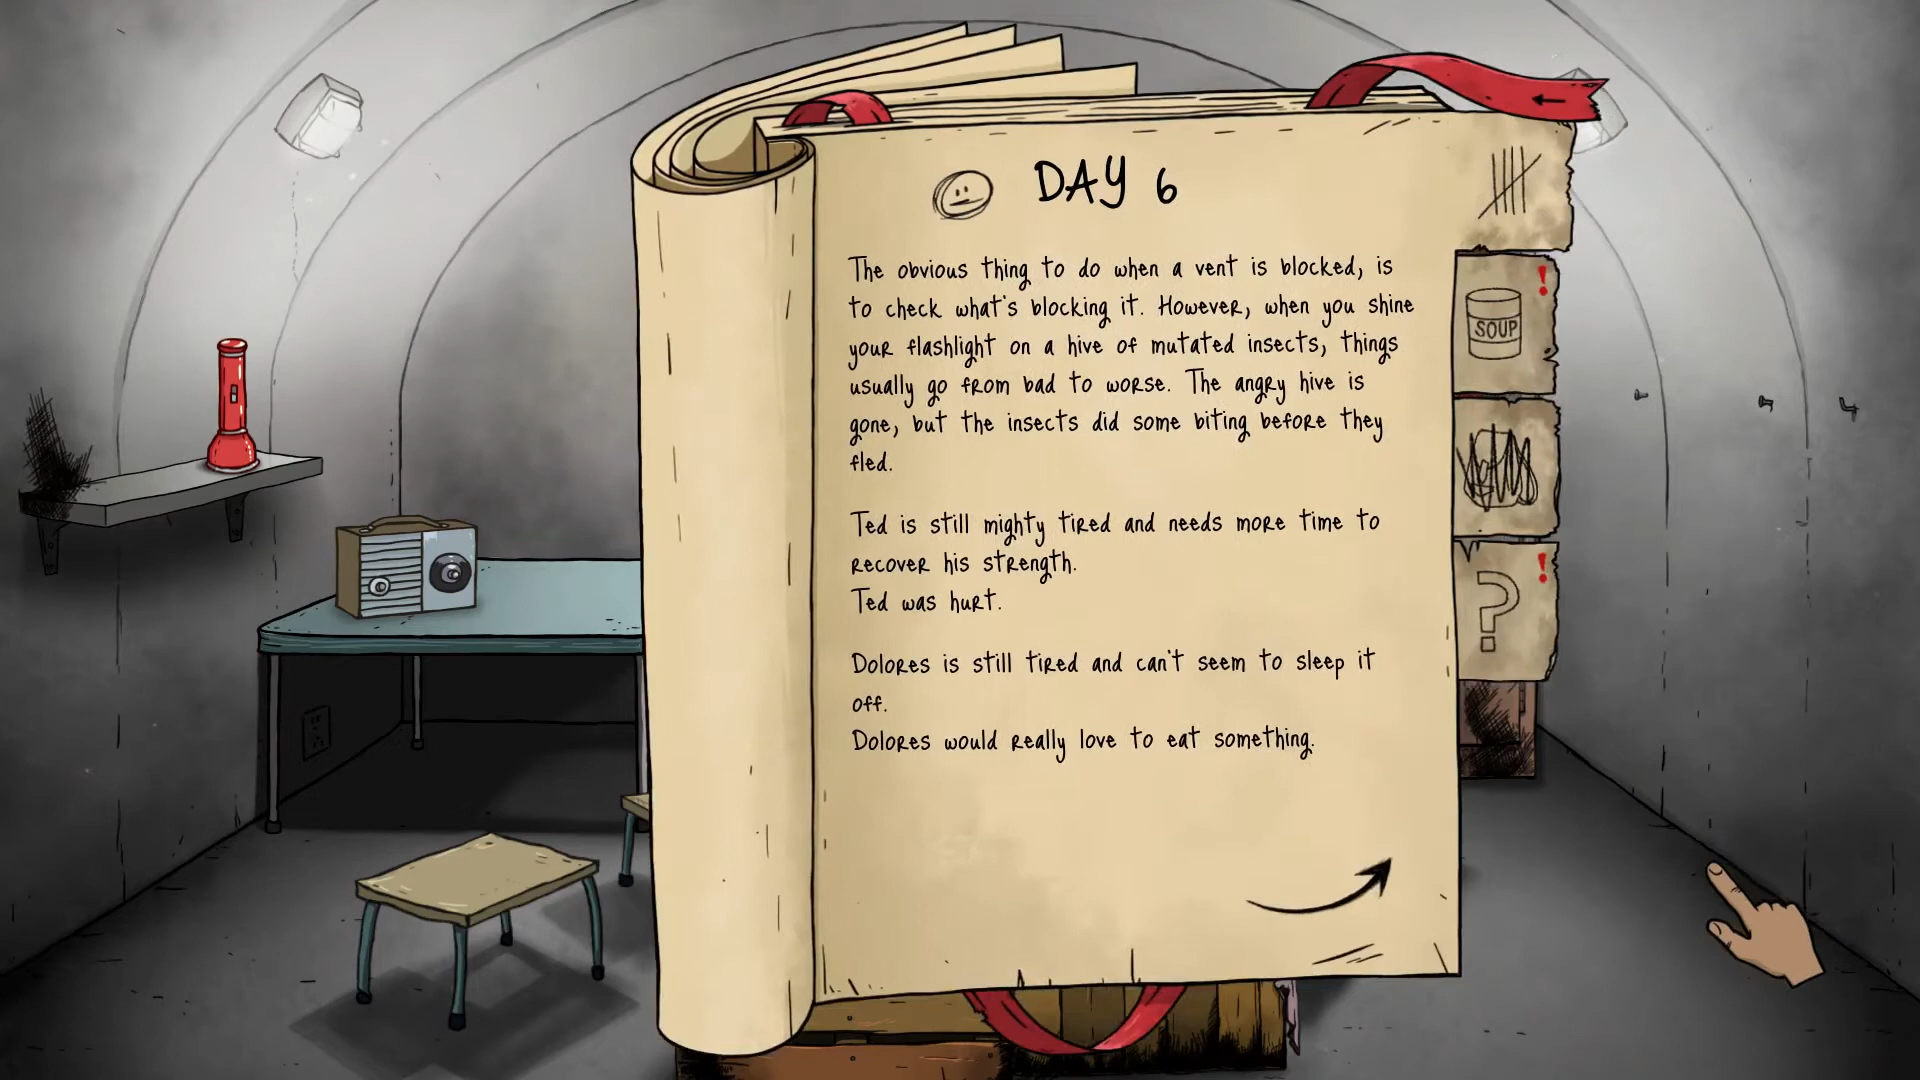 DAY 6
The obvious thing to do when a vent is blocked, is
to check what's blocking it. However, when you shine
your flashlight on a hive of mutated insects, things
usually go from bad to worse. The angry hive is
gone, but the insects did some biting before they
fled.
Ted is still mighty tired and needs more time to
recover his strength.
Ted was hurt.
Dolores is still tired and can't seem to sleep it
off.
Dolores would really love to eat something.
!
SOUP
!
?